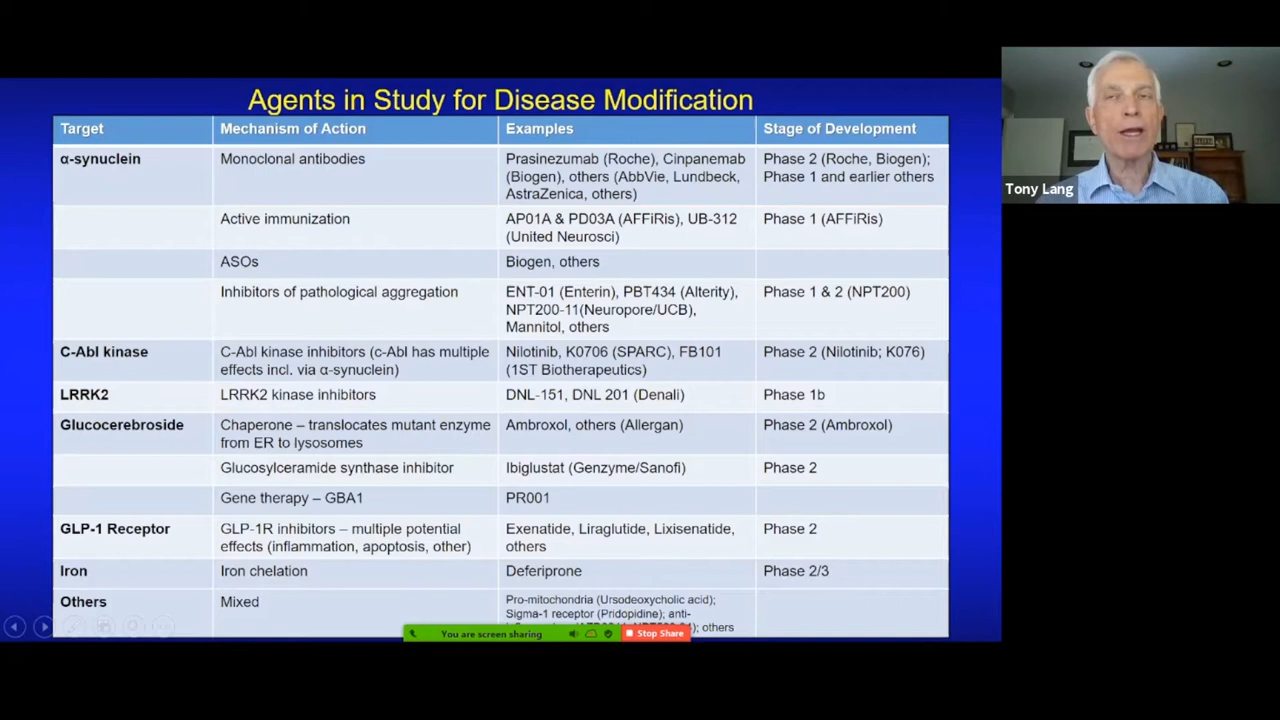 Agents in Study for Disease Modification
Target Mechanism of Action Examples Stage of Development
α-synuclein Monoclonal antibodies Prasinezumab (Roche), Cinpanemab Phase 2 (Roche, Biogen);
(Biogen), others (AbbVie, Lundbeck, Phase 1 and earlier others
AstraZenica, others)
Active immunization AP01A & PD03A (AFFiRis), UB-312 Phase 1 (AFFiRis)
(United Neurosci)
ASOs Biogen, others
Inhibitors of pathological aggregation ENT-01 (Enterin), PBT434 (Alterity), Phase 1 & 2 (NPT200)
NPT200-11(Neuropore/UCB),
Mannitol, others
C-Abl kinase C-Abl kinase inhibitors (c-Abl has multiple Nilotinib, K0706 (SPARC), FB101 Phase 2 (Nilotinib; K076)
effects incl. via α-synuclein) (1ST Biotherapeutics)
LRRK2 LRRK2 kinase inhibitors DNL-151, DNL 201 (Denali) Phase 1b
Glucocerebroside Chaperone – translocates mutant enzyme Ambroxol, others (Allergan) Phase 2 (Ambroxol)
from ER to lysosomes
Glucosylceramide synthase inhibitor Ibiglustat (Genzyme/Sanofi) Phase 2
Gene therapy – GBA1 PR001
GLP-1 Receptor GLP-1R inhibitors – multiple potential Exenatide, Liraglutide, Lixisenatide, Phase 2
effects (inflammation, apoptosis, other) others
Iron Iron chelation Deferiprone Phase 2/3
Others Mixed Pro-mitochondria (Ursodeoxycholic acid);
Sigma-1 receptor (Pridopidine); anti-
others
You are screen sharing Stop Share
Tony Lang